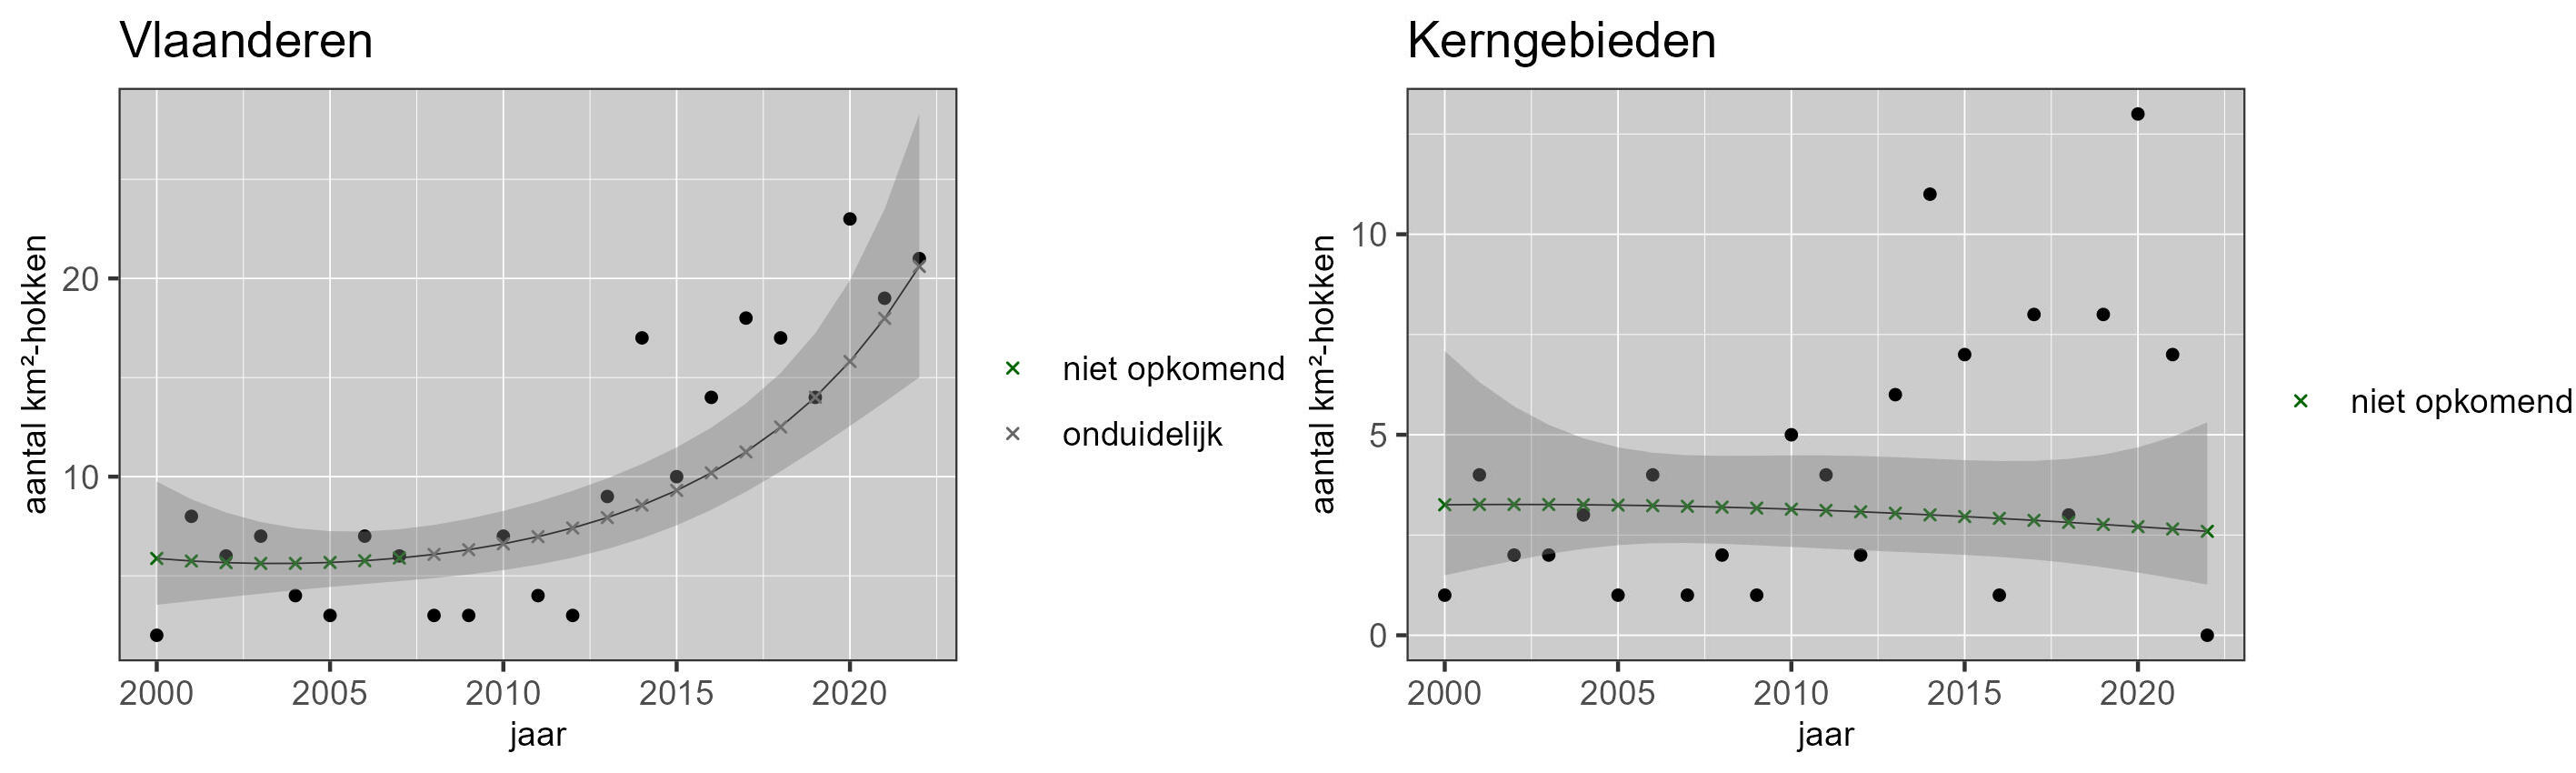 Vlaanderen
aantal km²-hokken
20
10
2000 2005 2010 2015 2020
jaar
niet opkomend
onduidelijk
Kerngebieden
aantal km²-hokken
10
5
0
2000 2005 2010 2015 2020
jaar
niet opkomend